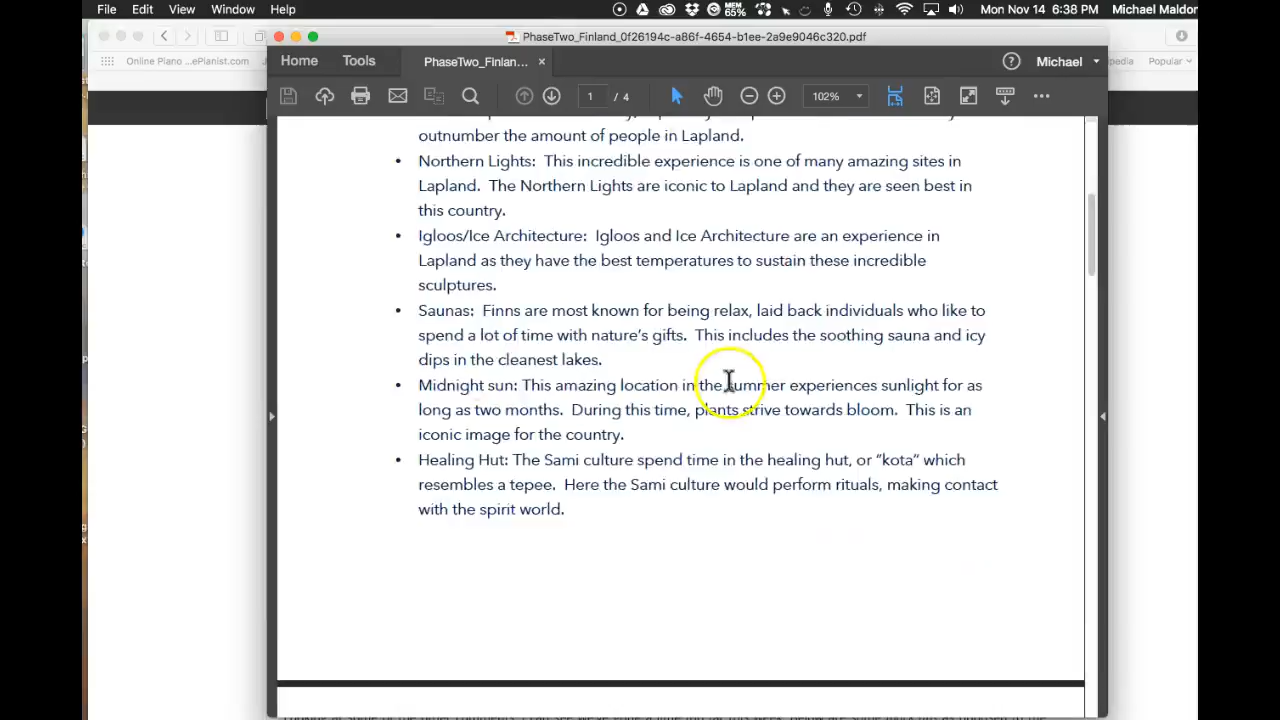 File Edit View Window Help MEM 65% Mon Nov 14 6:38 PM Michael Maldon
PhaseTwo_Finland_0f26194c-a86f-4654-b1ee-2a9e9046c320.pdf
Online Piano ...ePianist.com
pedia Popular
Home Tools PhaseTwo_Finlan... × ? Michael
1 / 4 102%
outnumber the amount of people in Lapland.
• Northern Lights: This incredible experience is one of many amazing sites in
Lapland. The Northern Lights are iconic to Lapland and they are seen best in
this country.
• Igloos/Ice Architecture: Igloos and Ice Architecture are an experience in
Lapland as they have the best temperatures to sustain these incredible
sculptures.
• Saunas: Finns are most known for being relax, laid back individuals who like to
spend a lot of time with nature's gifts. This includes the soothing sauna and icy
dips in the cleanest lakes.
• Midnight sun: This amazing location in the summer experiences sunlight for as
long as two months. During this time, plants strive towards bloom. This is an
iconic image for the country.
• Healing Hut: The Sami culture spend time in the healing hut, or “kota” which
resembles a tepee. Here the Sami culture would perform rituals, making contact
with the spirit world.